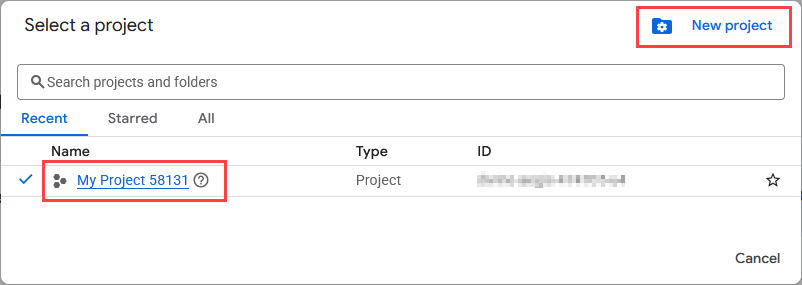 Select a project
New project
Search projects and folders
Recent Starred All
Name Type ID
My Project 58131 Project
Cancel